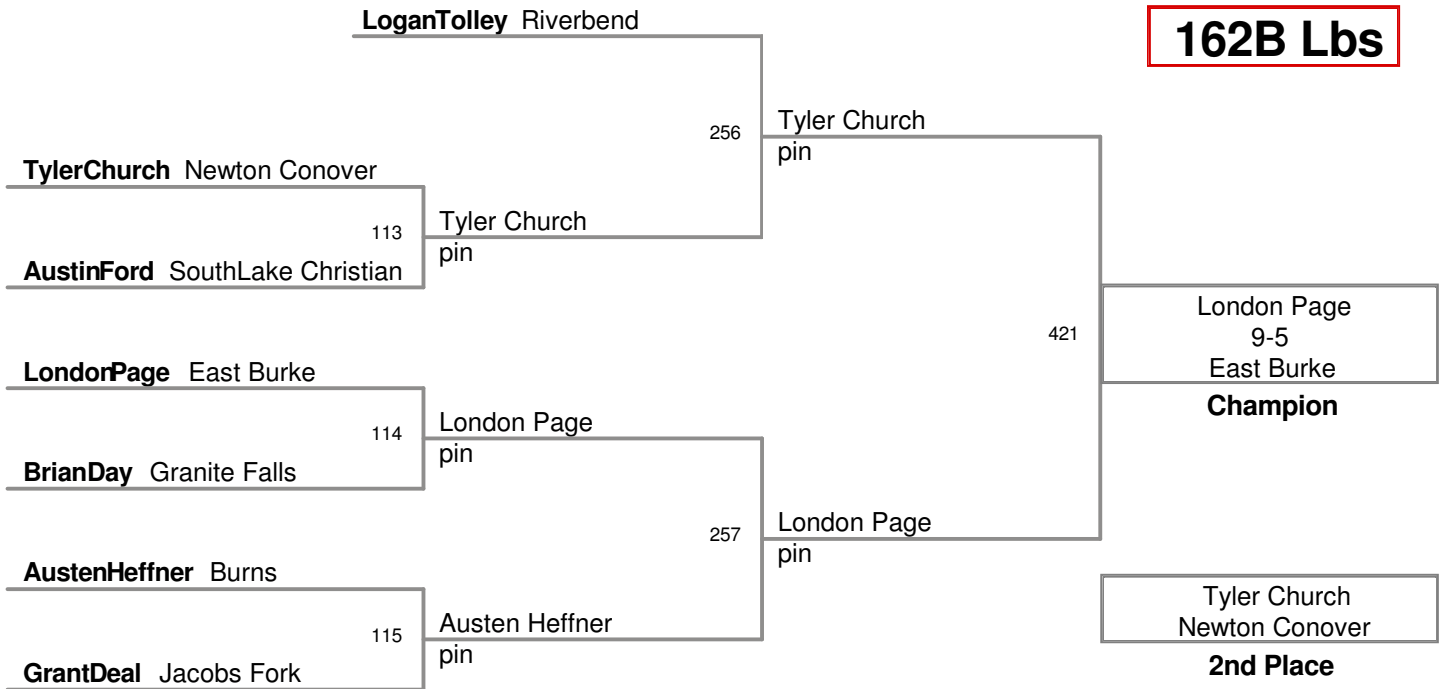 LoganTolley Riverbend
162B Lbs
256
Tyler Church
pin
TylerChurch Newton Conover
113
Tyler Church
pin
AustinFord SouthLake Christian
421
London Page
9-5
East Burke
Champion
LondonPage East Burke
114
London Page
pin
BrianDay Granite Falls
257
London Page
pin
AustenHeffner Burns
115
Austen Heffner
pin
GrantDeal Jacobs Fork
Tyler Church
Newton Conover
2nd Place